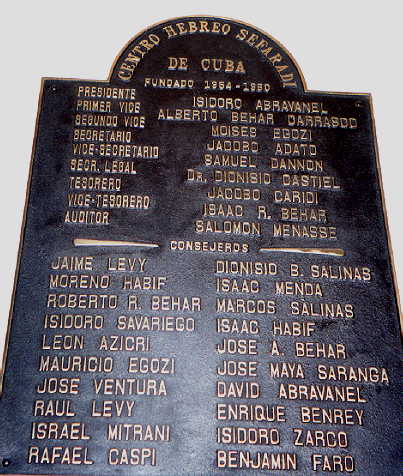 CENTRO HEBREO SEFARADI
DE CUBA
FUNDADO 1954-1960
PRESIDENTE ISIDORO ABRAVANEL
PRIMER VICE ALBERTO BEHAR CARRASCO
SEGUNDO VICE MOISES EGOZI
SECRETARIO JACOBO ADATO
VICE-SECRETARIO SAMUEL DANNON
SECR. LEGAL DR. DIONISIO CASTIEL
TESORERO JACOBO CARIDI
VICE-TESORERO ISAAC R. BEHAR
AUDITOR SALOMON MENASSE
CONSEJEROS
JAIME LEVY DIONISIO B. SALINAS
MORENO HABIF ISAAC MENDA
ROBERTO R. BEHAR MARCOS SALINAS
ISIDORO SAVARIEGO ISAAC HABIF
LEON AZICRI JOSE A. BEHAR
MAURICIO EGOZI JOSE MAYA SARANGA
JOSE VENTURA DAVID ABRAVANEL
RAUL LEVY ENRIQUE BENREY
ISRAEL MITRANI ISIDORO ZARCO
RAFAEL CASPI BENJAMIN FARO